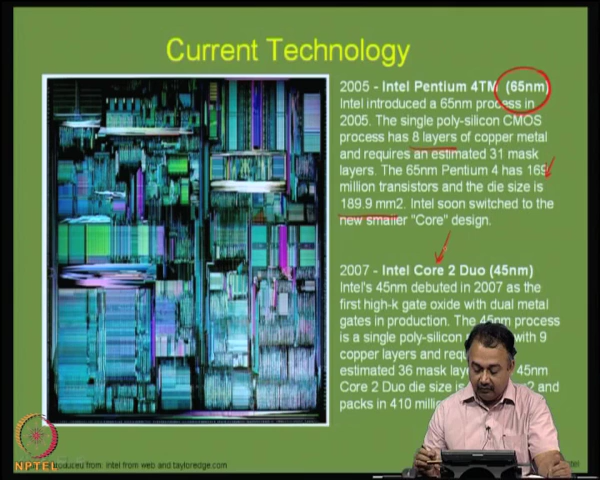 Current Technology
2005 - Intel Pentium 4TM (65nm)
Intel introduced a 65nm process in
2005. The single poly-silicon CMOS
process has 8 layers of copper metal
and requires an estimated 31 mask
layers. The 65nm Pentium 4 has 169
million transistors and the die size is
189.9 mm2. Intel soon switched to the
new smaller "Core" design.
2007 - Intel Core 2 Duo (45nm)
Intel's 45nm debuted in 2007 as the
first high-k gate oxide with dual metal
gates in production. The 45nm process
is a single poly-silicon with 9
copper layers and
estimated 36 mask 45nm
Core 2 Duo die size is and
packs in 410
from: Intel from web and tayloredge.com
NPTEL